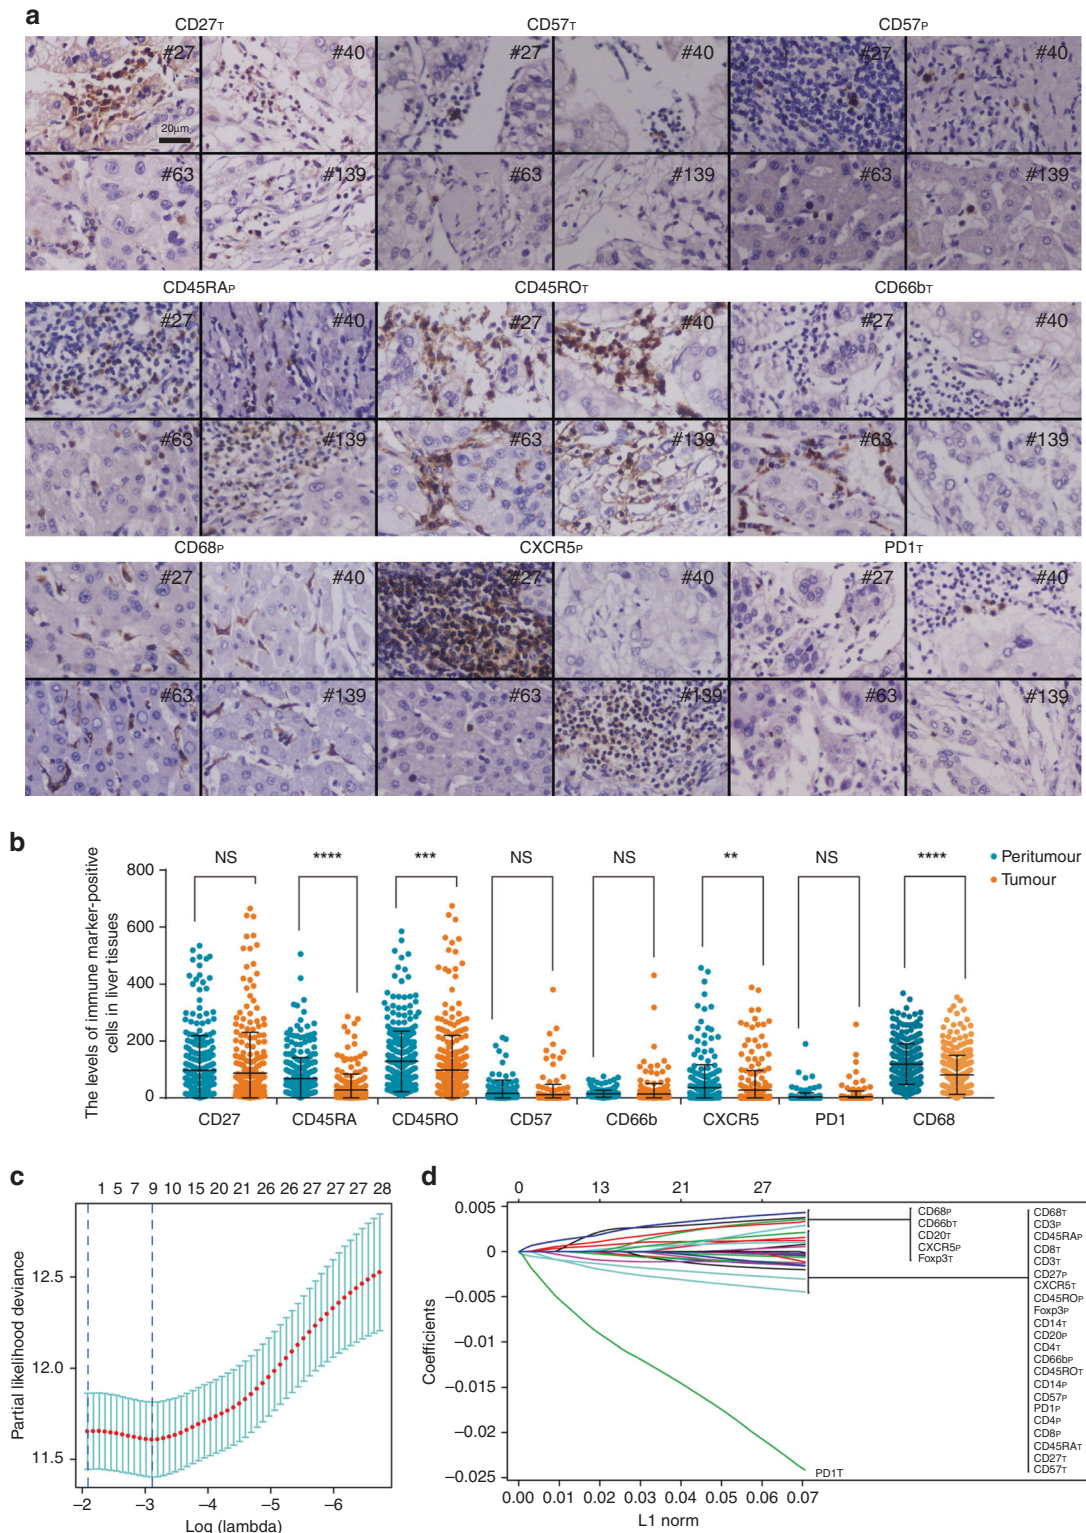 a
CD27T CD57T CD57P
#27 #40 #27 #40 #27 #40
20μm
#63 #139 #63 #139 #63 #139
CD45RAP CD45ROT CD66bT
#27 #40 #27 #40 #27 #40
#63 #139 #63 #139 #63 #139
CD68P CXCR5P PD1T
#27 #40 #27 #40 #27 #40
#63 #139 #63 #139 #63 #139
b
The levels of immune marker-positive
cells in liver tissues
NS **** *** NS NS ** NS ****
Peritumour
Tumour
800
600
400
200
0
CD27 CD45RA CD45RO CD57 CD66b CXCR5 PD1 CD68
c
1 5 7 9 10 15 20 21 26 26 27 27 27 28
Partial likelihood deviance
12.5
12.0
11.5
−2 −3 −4 −5 −6
Log (lambda)
d
0 13 21 27
Coefficients
0.005
0
−0.005
−0.01
−0.015
−0.02
−0.025
0.00 0.01 0.02 0.03 0.04 0.05 0.06 0.07
L1 norm
PD1T
CD68P
CD66bT
CD20T
CXCR5P
Foxp3T
CD68T
CD3P
CD45RAP
CD8T
CD3T
CD27P
CXCR5T
CD45ROP
Foxp3P
CD14T
CD20P
CD4T
CD66bP
CD45ROT
CD14P
CD57P
PD1P
CD4P
CD8P
CD45RAT
CD27T
CD57T